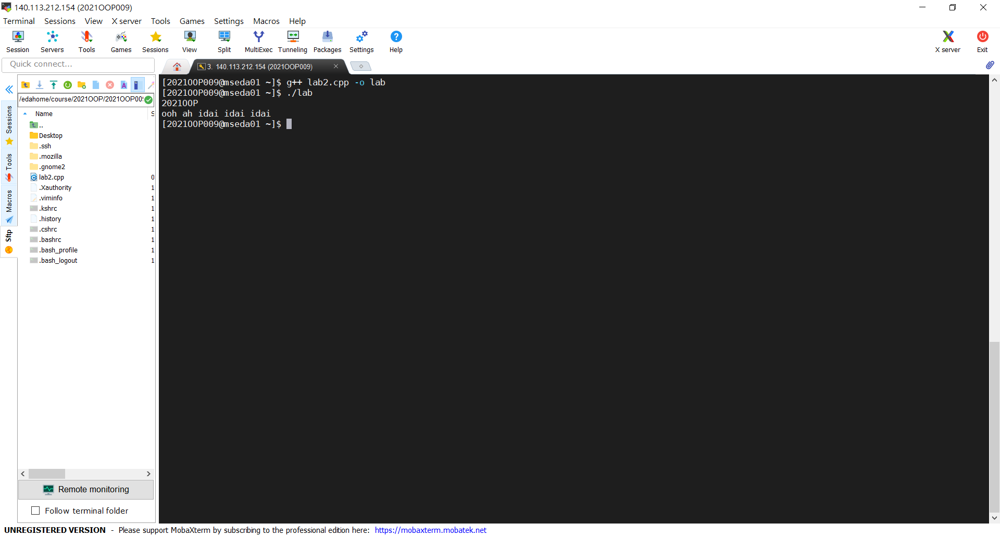 140.113.212.154 (2021OOP009)
Terminal Sessions View X server Tools Games Settings Macros Help
Session Servers Tools Games Sessions View Split MultiExec Tunneling Packages Settings Help X server Exit
Quick connect...
3. 140.113.212.154 (2021OOP009)
/edahome/course/2021OOP/2021OOP009
Name S
..
Desktop
.ssh
.mozilla
.gnome2
lab2.cpp 0
.Xauthority 1
.viminfo 1
.kshrc 1
.history 1
.cshrc 1
.bashrc 1
.bash_profile 1
.bash_logout 1
Sessions
Tools
Macros
Sftp
[2021OOP009@mseda01 ~]$ g++ lab2.cpp -o lab
[2021OOP009@mseda01 ~]$ ./lab
2021OOP
ooh ah idai idai idai
[2021OOP009@mseda01 ~]$
Remote monitoring
Follow terminal folder
UNREGISTERED VERSION - Please support MobaXterm by subscribing to the professional edition here: https://mobaxterm.mobatek.net